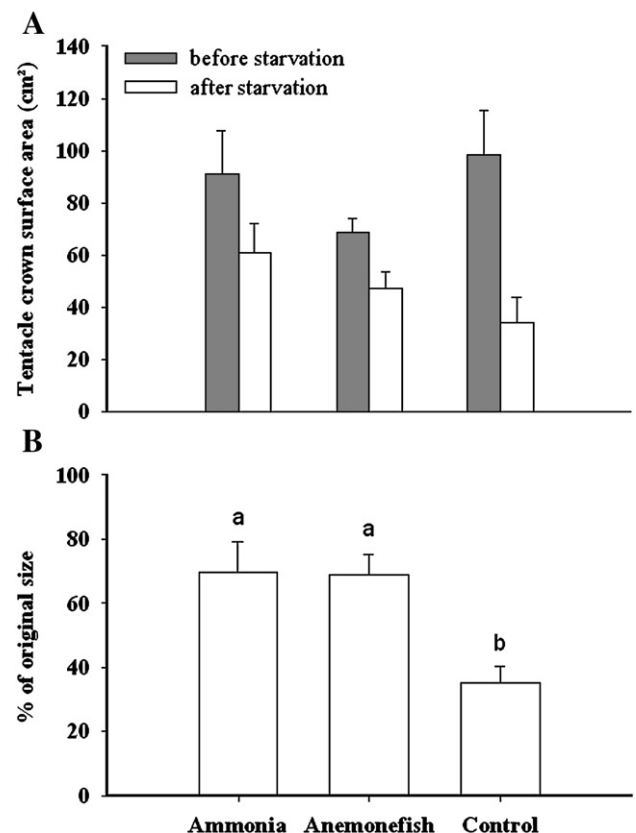 A
Tentacle crown surface area (cm²)
140
120
100
80
60
40
20
0
before starvation
after starvation
B
% of original size
100
80
60
40
20
0
a
a
b
Ammonia Anemonefish Control